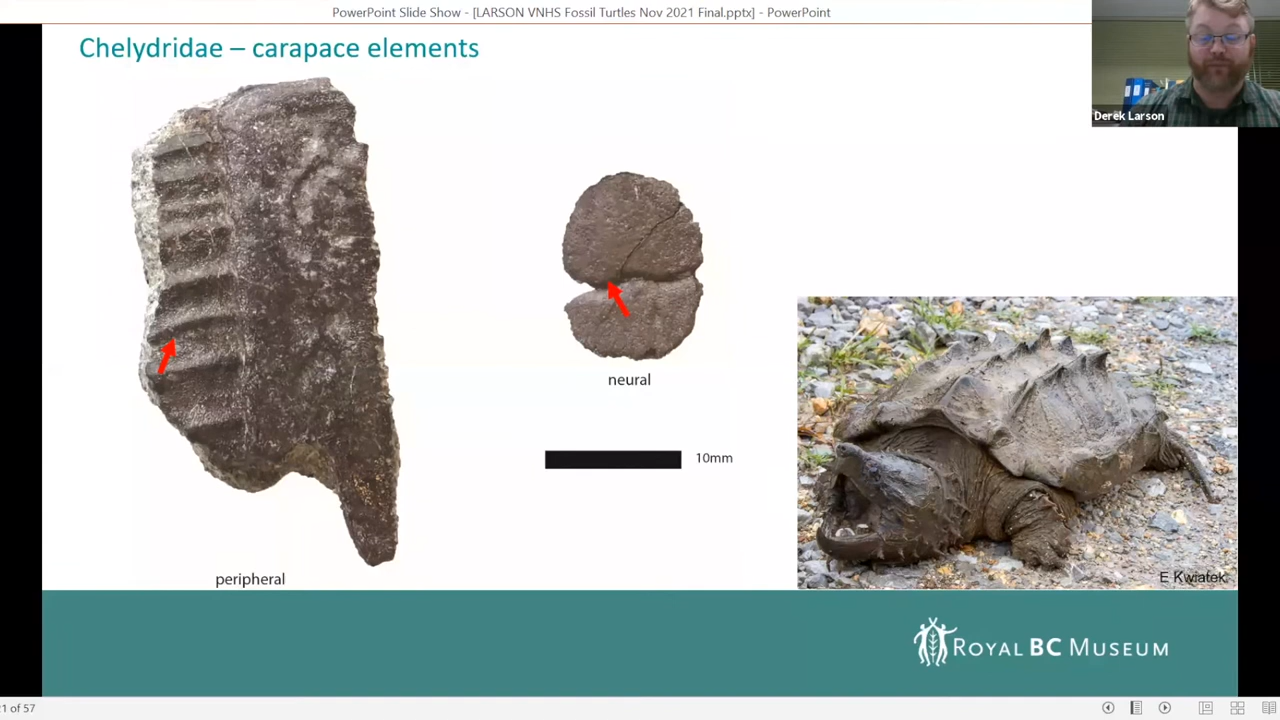 PowerPoint Slide Show - [LARSON VNHS Fossil Turtles Nov 2021 Final.pptx] - PowerPoint
Chelydridae – carapace elements
Derek Larson
neural
10mm
E Kwiatek
peripheral
ROYAL BC MUSEUM
21 of 57